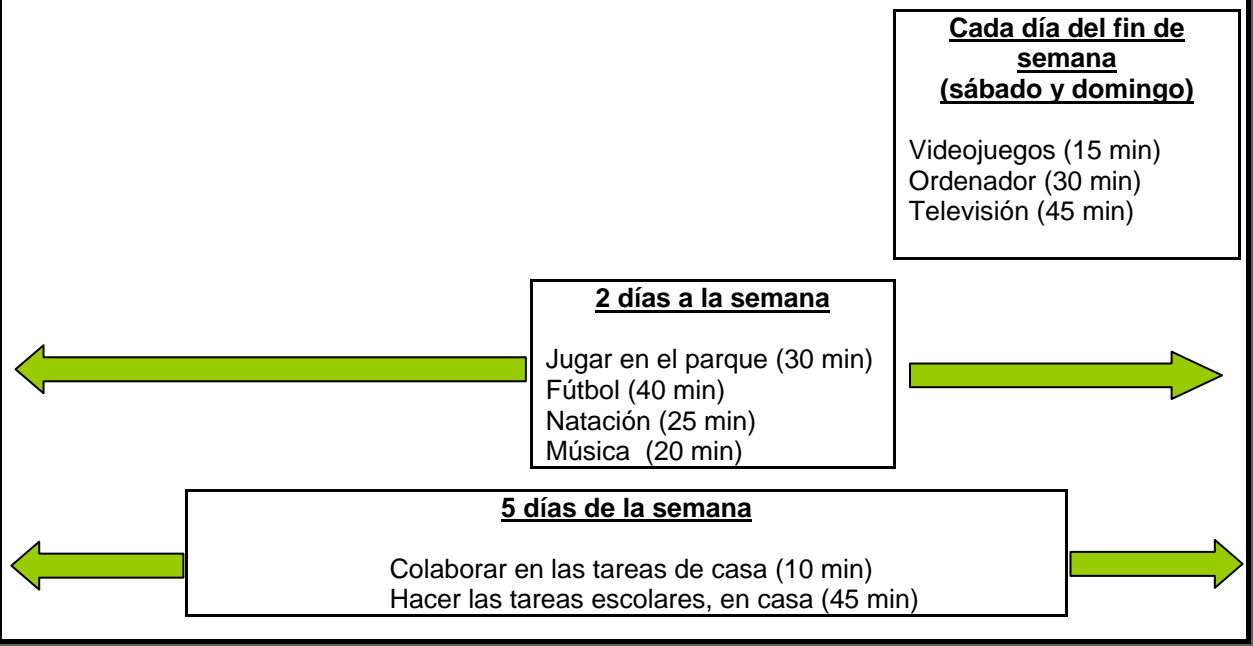 Cada día del fin de
semana
(sábado y domingo)
Videojuegos (15 min)
Ordenador (30 min)
Televisión (45 min)
2 días a la semana
Jugar en el parque (30 min)
Fútbol (40 min)
Natación (25 min)
Música  (20 min)
5 días de la semana
Colaborar en las tareas de casa (10 min)
Hacer las tareas escolares, en casa (45 min)